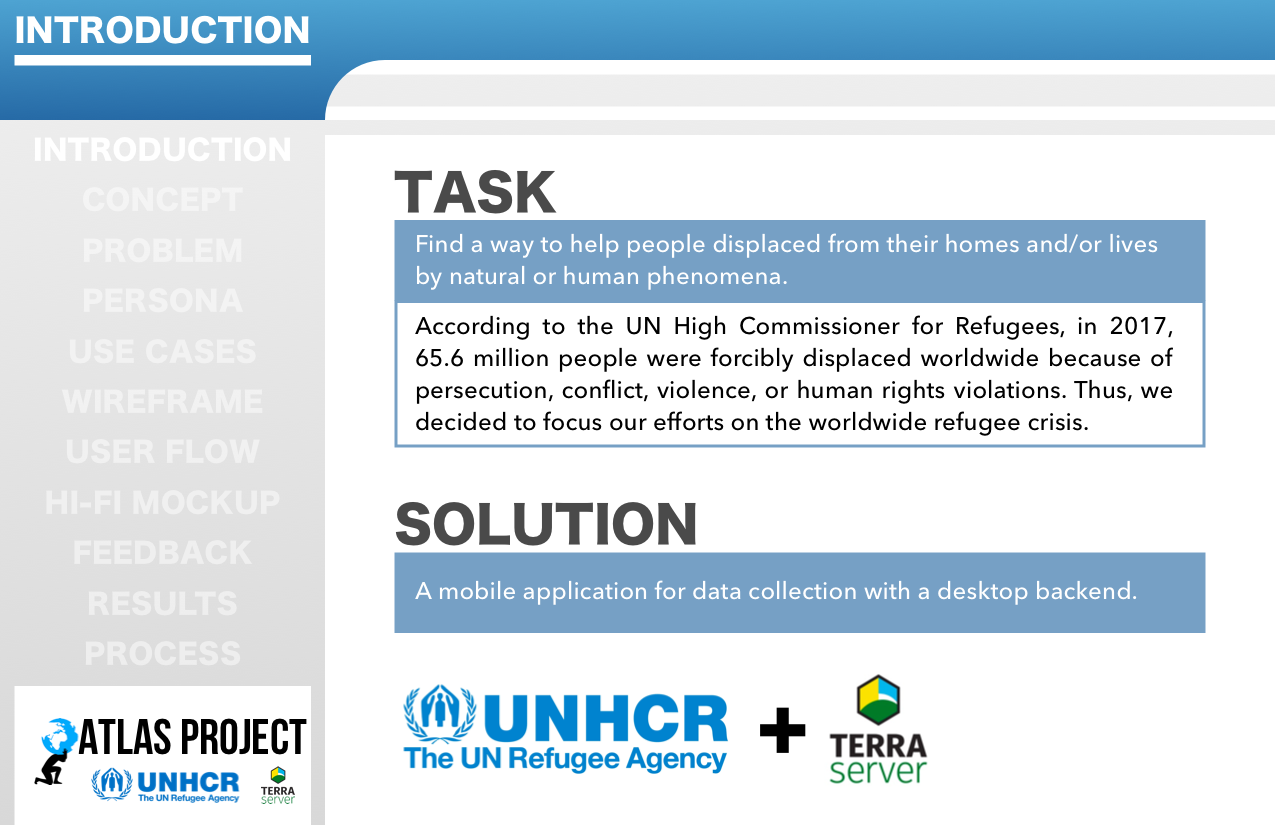 INTRODUCTION
INTRODUCTION
CONCEPT
PROBLEM
PERSONA
USE CASES
WIREFRAME
USER FLOW
HI-FI MOCKUP
FEEDBACK
RESULTS
PROCESS
ATLAS PROJECT
UNHCR
The UN Refugee Agency
TERRA
server
TASK
Find a way to help people displaced from their homes and/or lives
by natural or human phenomena.
According to the UN High Commissioner for Refugees, in 2017,
65.6 million people were forcibly displaced worldwide because of
persecution, conflict, violence, or human rights violations. Thus, we
decided to focus our efforts on the worldwide refugee crisis.
SOLUTION
A mobile application for data collection with a desktop backend.
UNHCR
The UN Refugee Agency
+
TERRA
server